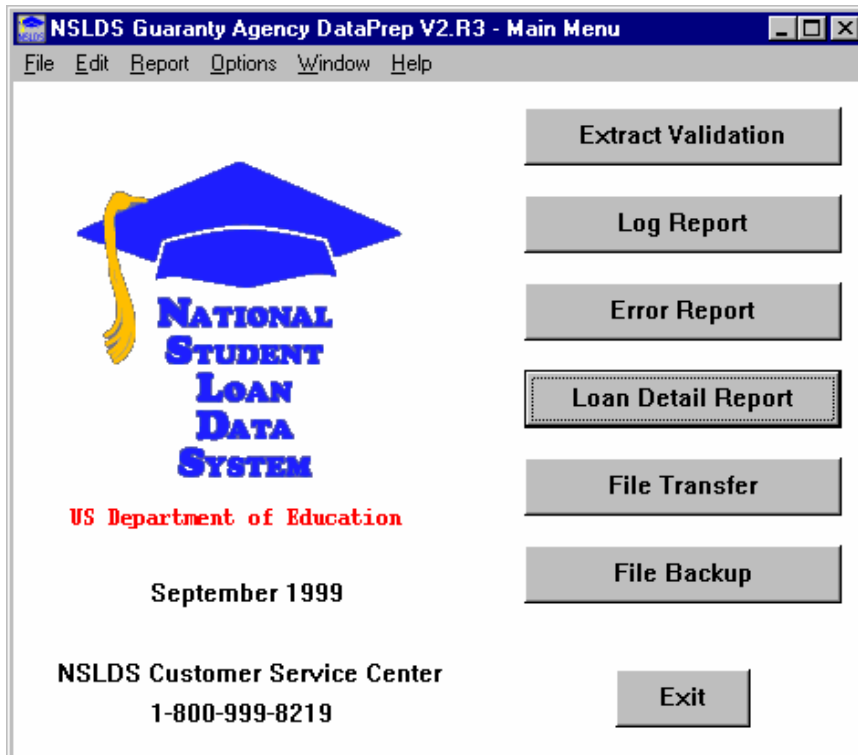 NSLDS Guaranty Agency DataPrep V2.R3 - Main Menu
File Edit Report Options Window Help
NATIONAL
STUDENT
LOAN
DATA
SYSTEM
US Department of Education
September 1999
NSLDS Customer Service Center
1-800-999-8219
Extract Validation
Log Report
Error Report
Loan Detail Report
File Transfer
File Backup
Exit